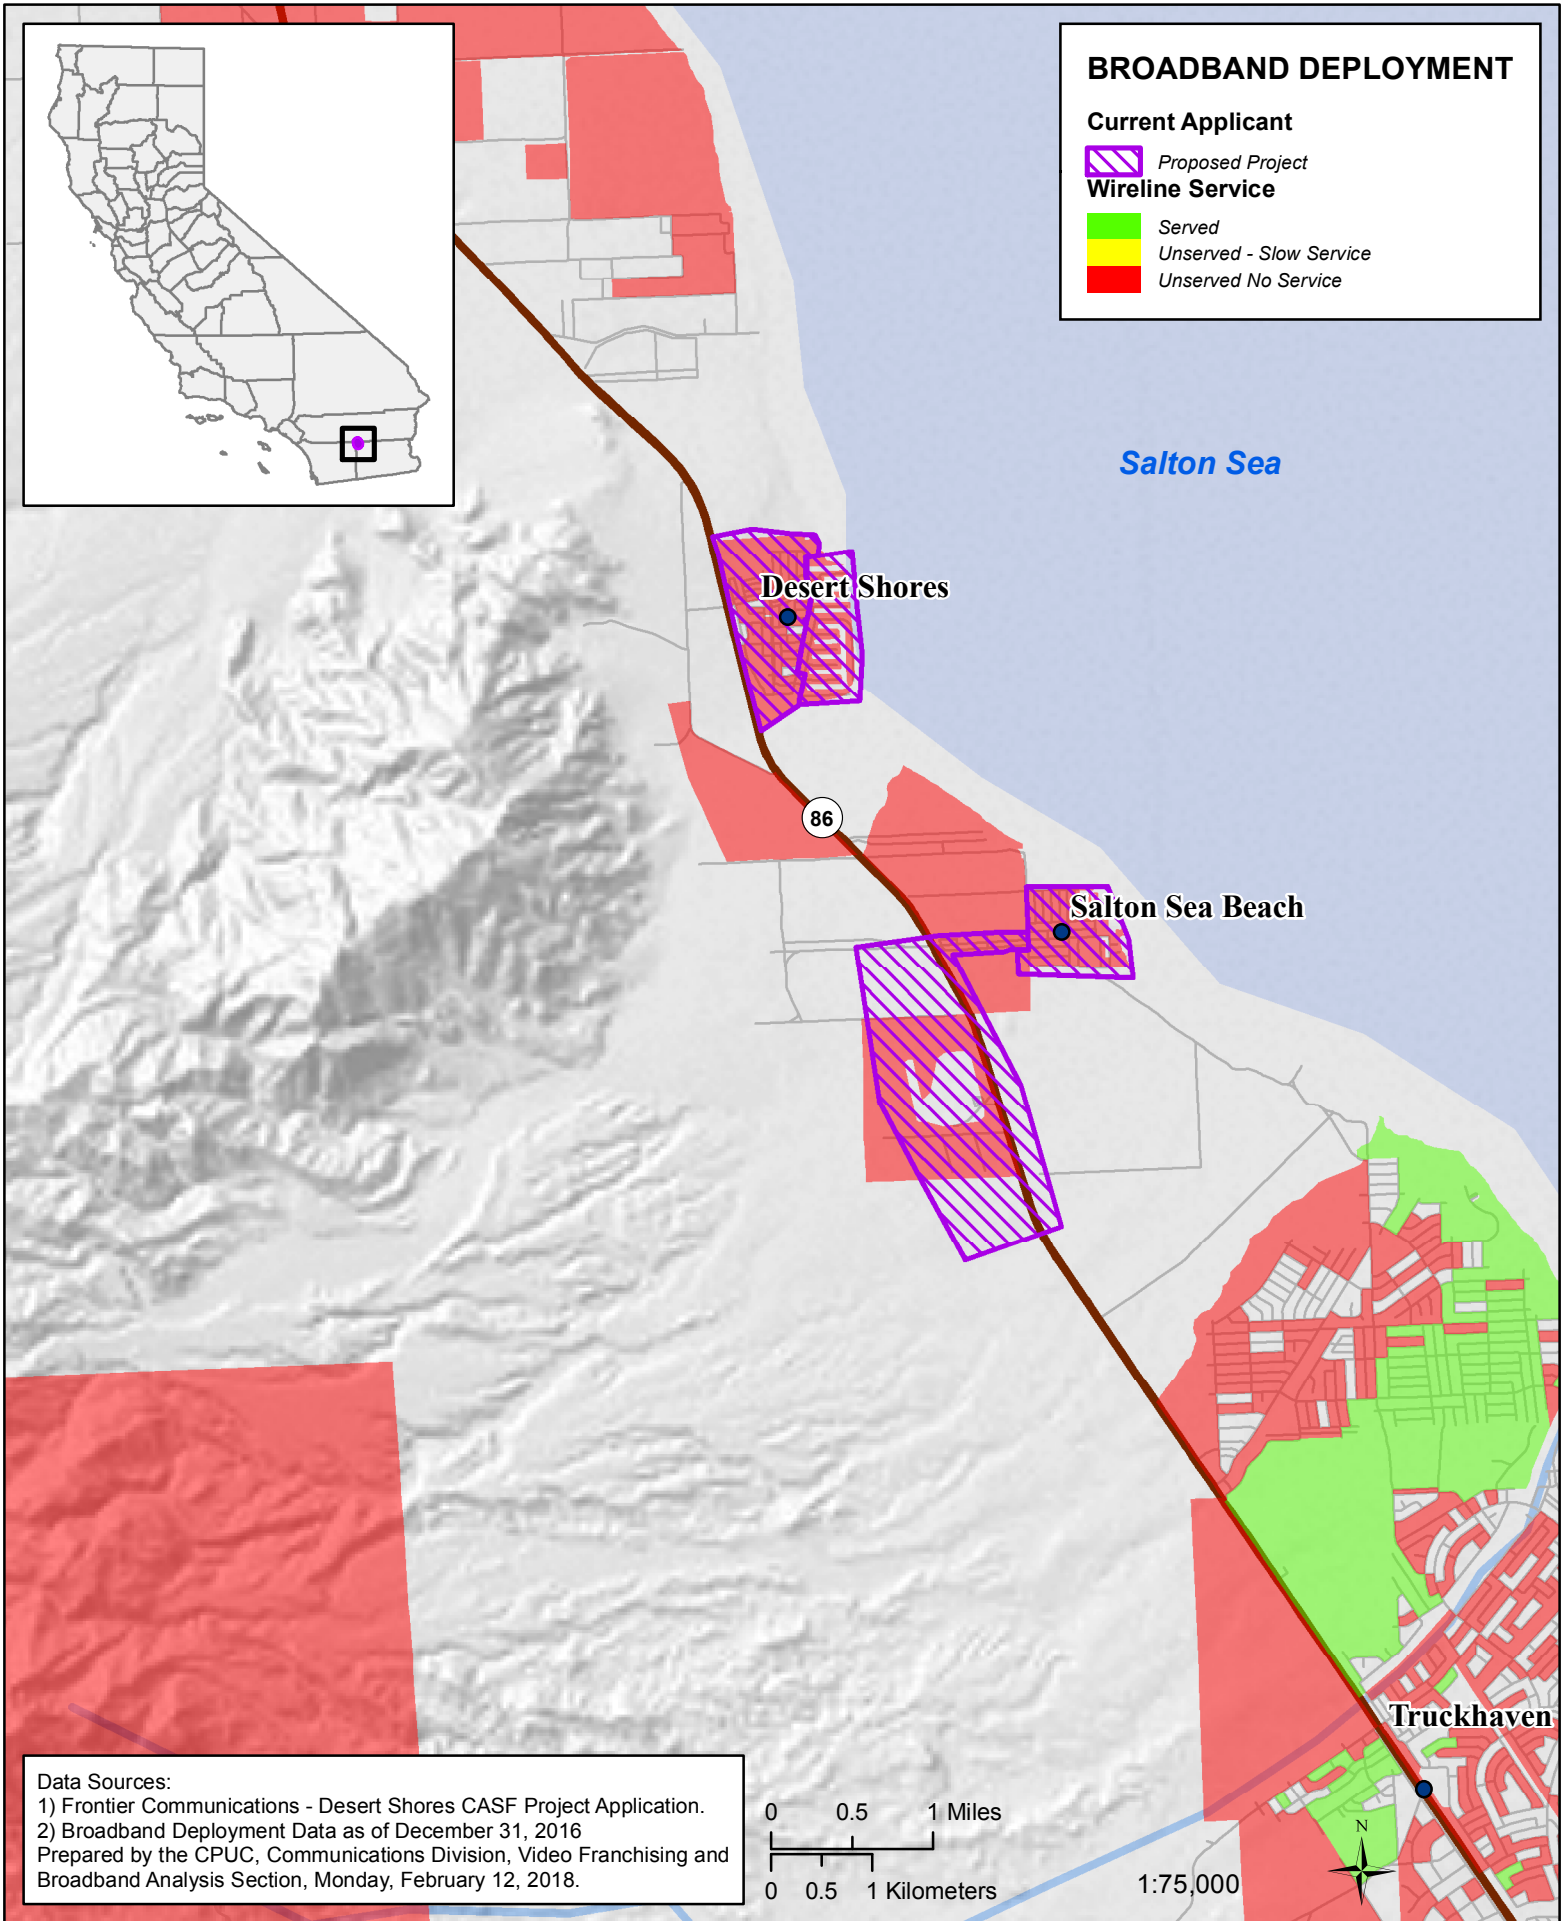 BROADBAND DEPLOYMENT
Current Applicant
Proposed Project
Wireline Service
Served
Unserved - Slow Service
Unserved No Service
Salton Sea
Desert Shores
86
Salton Sea Beach
Truckhaven
Data Sources:
1) Frontier Communications - Desert Shores CASF Project Application.
2) Broadband Deployment Data as of December 31, 2016
Prepared by the CPUC, Communications Division, Video Franchising and
Broadband Analysis Section, Monday, February 12, 2018.
0 0.5 1 Miles
0 0.5 1 Kilometers
1:75,000
N